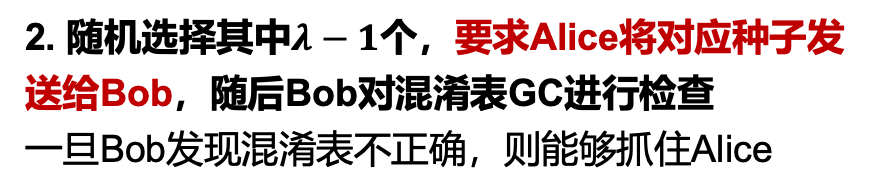 2. 随机选择其中λ − 1个，要求Alice将对应种子发
送给Bob，随后Bob对混淆表GC进行检查
一旦Bob发现混淆表不正确，则能够抓住Alice